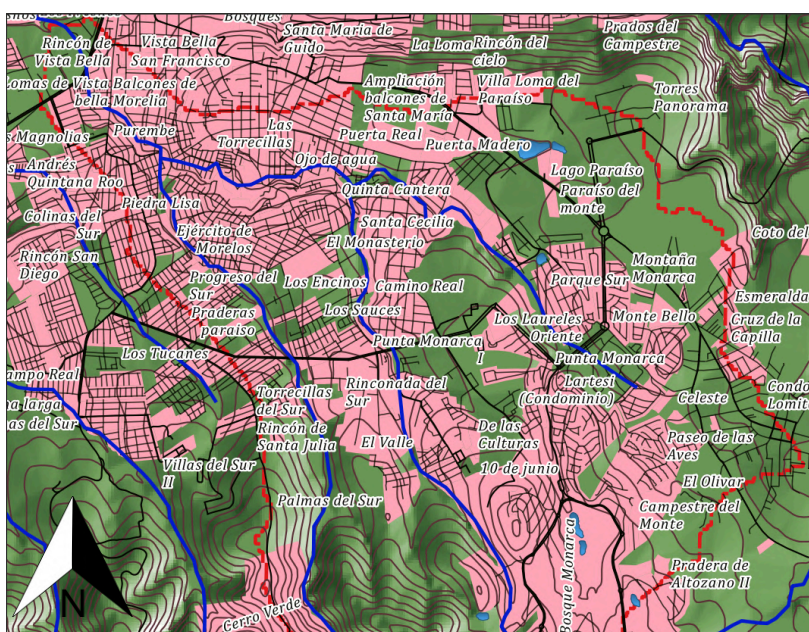 Bosques
Santa María de
Guido
La Loma
Rincón del
cielo
Prados del
Campestre
Rincón de
Vista Bella
Vista Bella
San Francisco
Lomas de Vista
bella
Balcones de
Morelia
Ampliación
balcones de
Santa María
Villa Loma del
Paraíso
Torres
Panorama
Magnolias
Purembe
Las
Torrecillas
Puerta Real
Puerta Madero
Ojo de agua
Lago Paraíso
Andrés
Quintana Roo
Quinta Cantera
Paraíso del
monte
Piedra Lisa
Colinas del
Sur
Ejército de
Morelos
Santa Cecilia
El Monasterio
Coto del
Rincón San
Diego
Progreso del
Sur
Los Encinos
Camino Real
Parque Sur
Montaña
Monarca
Praderas
paraiso
Los Sauces
Los Laureles
Oriente
Monte Bello
Esmeralda
Cruz de la
Capilla
Los Tucanes
Punta Monarca
I
Punta Monarca
ampo Real
Rinconada del
Sur
Lartesi
(Condominio)
Celeste
Condo
Lomit
na larga
nas del Sur
Torrecillas
del Sur
Rincón de
Santa Julia
El Valle
De las
Culturas
Paseo de las
Aves
Villas del Sur
II
10 de junio
El Olivar
Palmas del Sur
Campestre del
Monte
Bosque Monarca
Pradera de
Altozano II
Cerro Verde
N